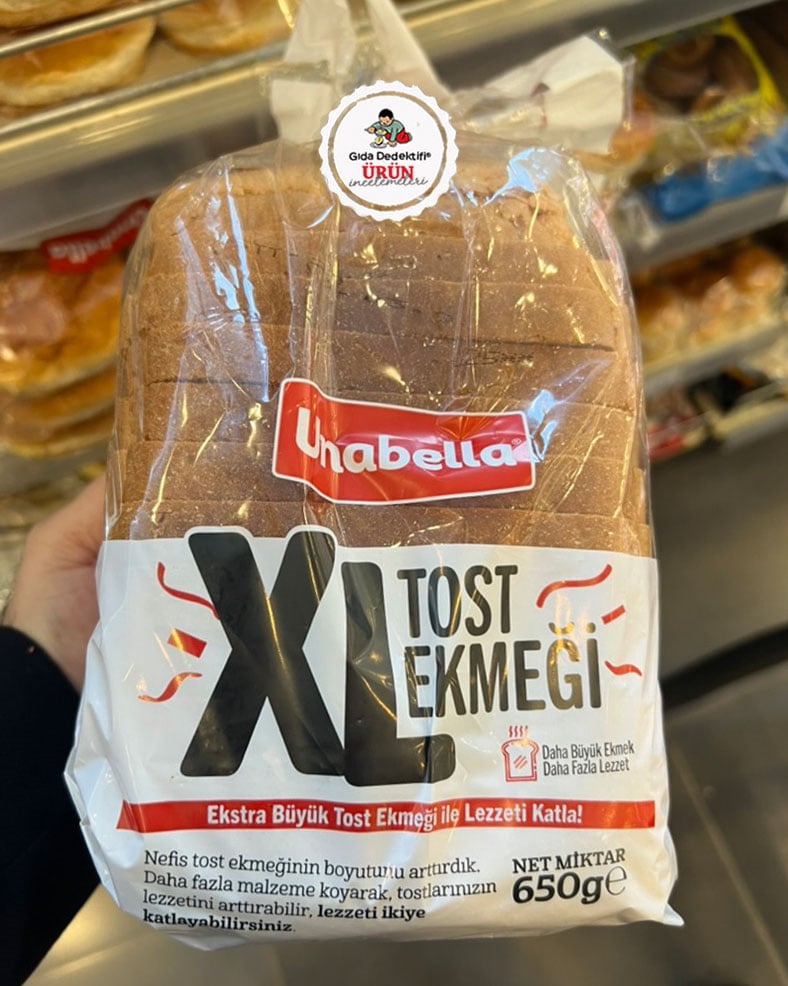 Gıda Dedektifi®
ÜRÜN
incelemeleri
Unabella®
XL TOST
EKMEĞİ
Daha Büyük Ekmek
Daha Fazla Lezzet
Ekstra Büyük Tost Ekmeği ile Lezzeti Katla!
Nefis tost ekmeğinin boyutunu arttırdık.
Daha fazla malzeme koyarak, tostlarınızın
lezzetini arttırabilir, lezzeti ikiye
katlayabilirsiniz.
NET MİKTAR
650g℮